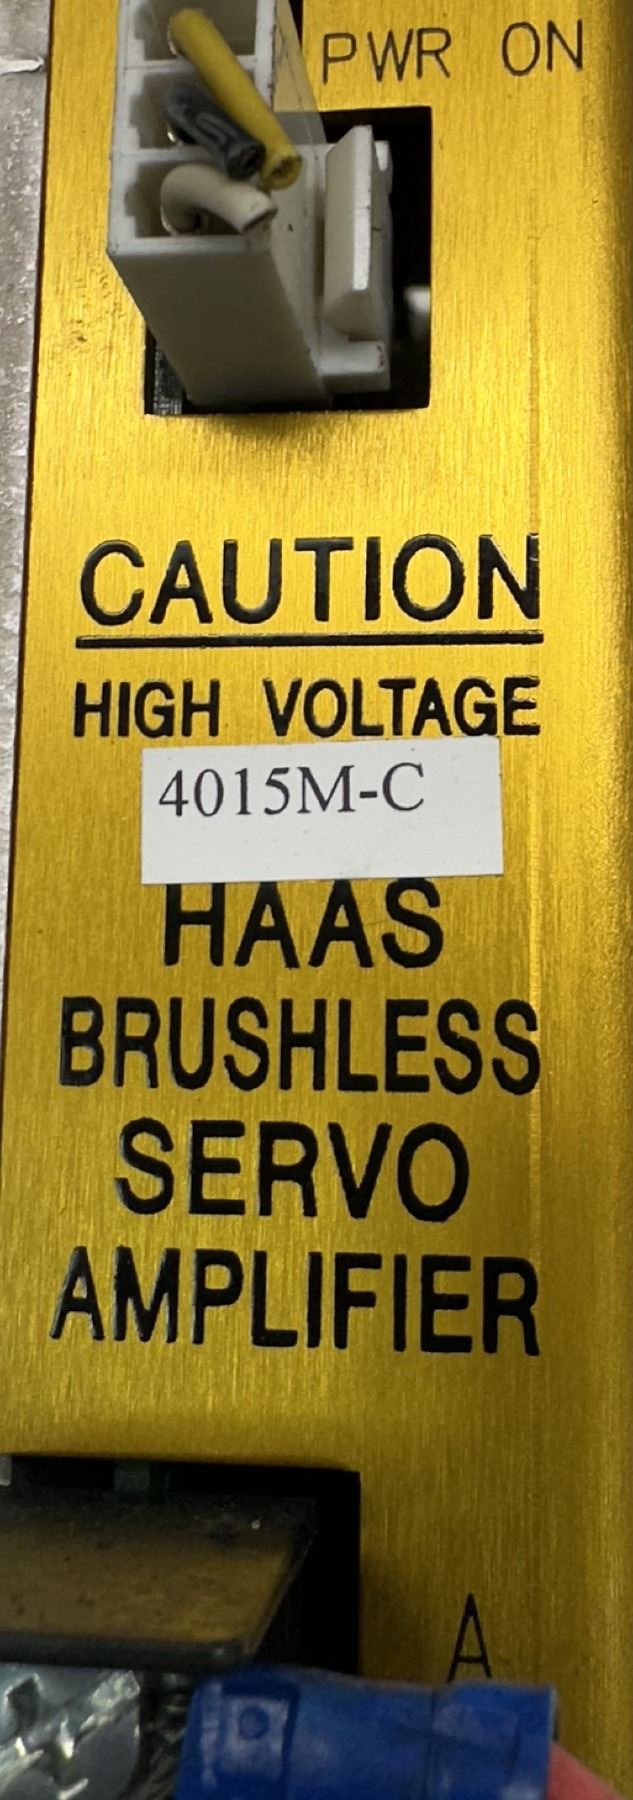 PWR ON
CAUTION
HIGH VOLTAGE
4015M-C
HAAS
BRUSHLESS
SERVO
AMPLIFIER
A